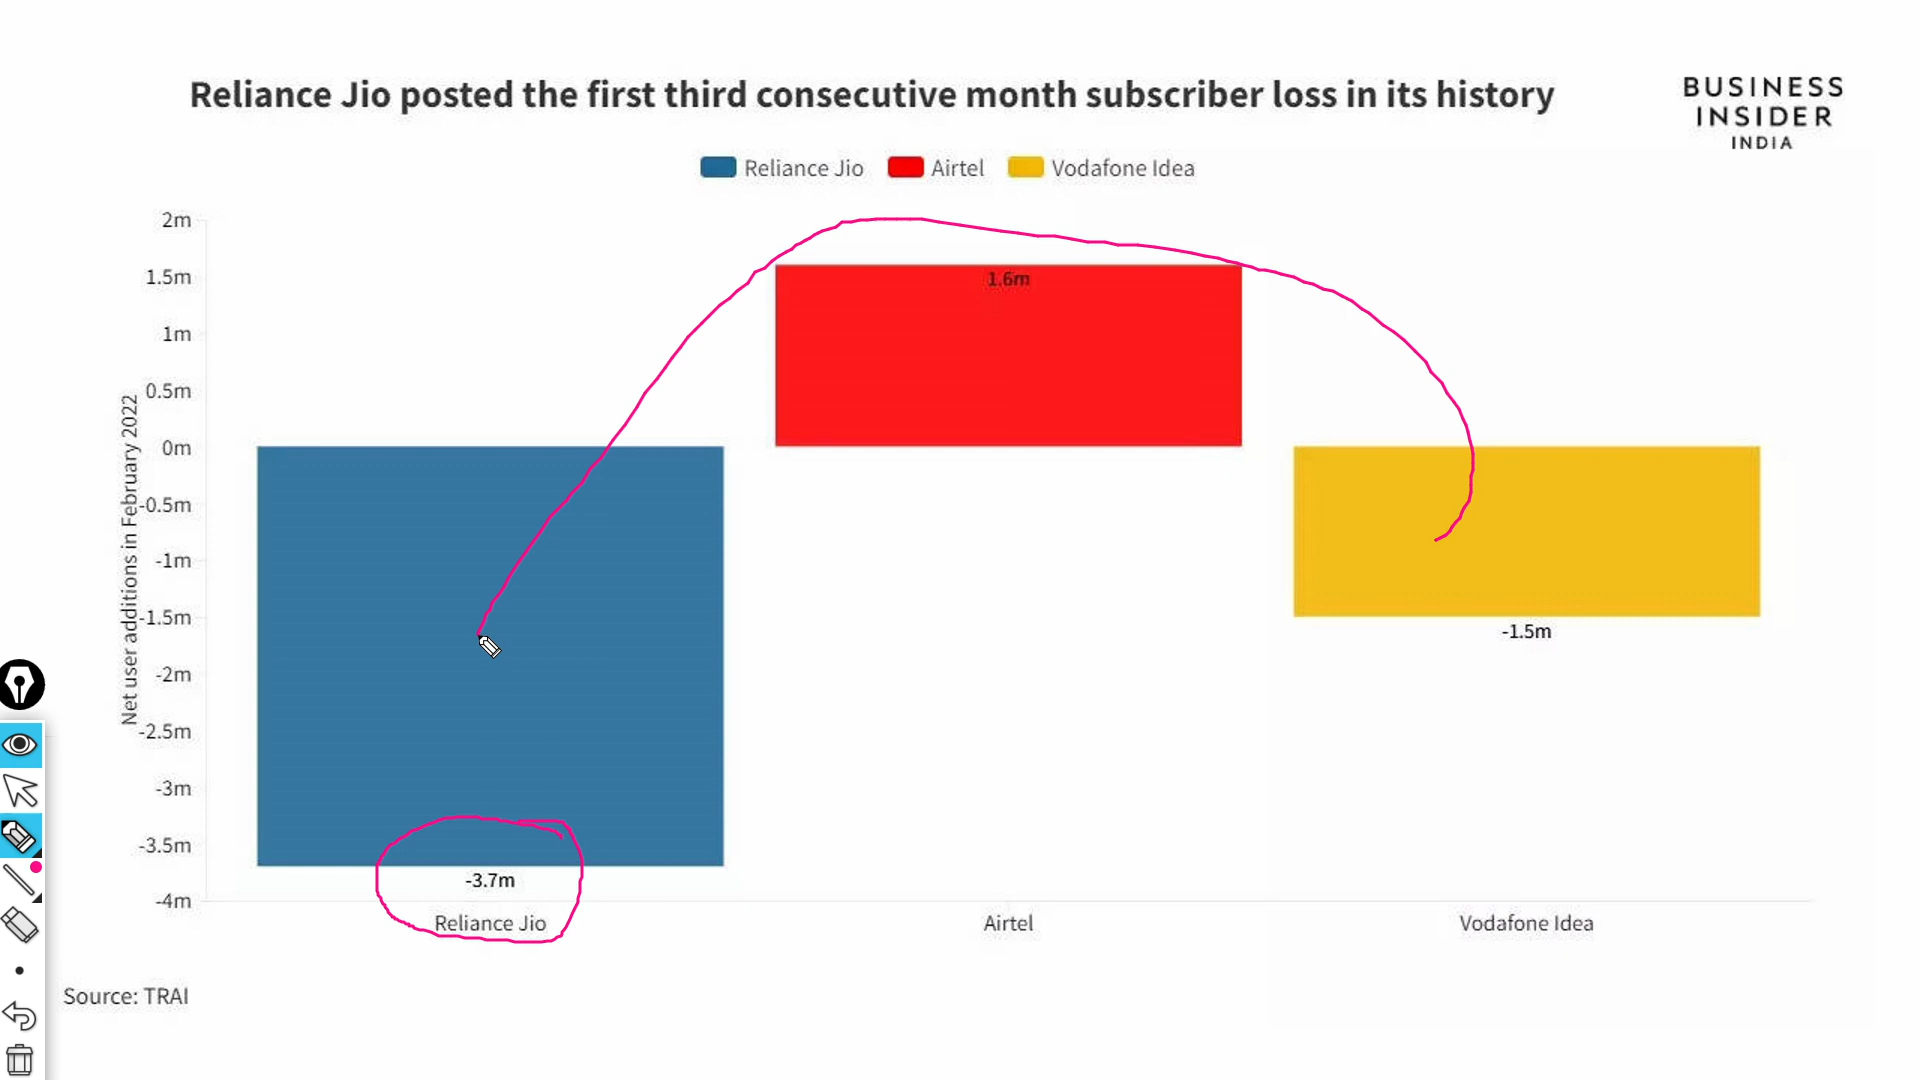 Reliance Jio posted the first third consecutive month subscriber loss in its history
BUSINESS
INSIDER
INDIA
Reliance Jio
Airtel
Vodafone Idea
Net user additions in February 2022
2m
1.5m
1m
0.5m
0m
-0.5m
-1m
-1.5m
-2m
-2.5m
-3m
-3.5m
-4m
1.6m
-1.5m
-3.7m
Reliance Jio
Airtel
Vodafone Idea
Source: TRAI